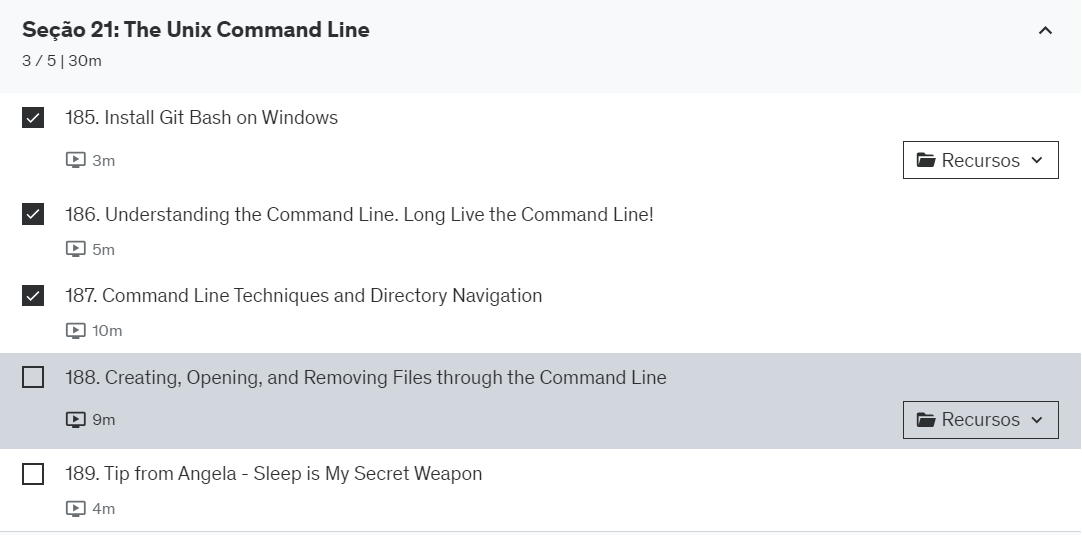 Seção 21: The Unix Command Line
3 / 5 | 30m
185. Install Git Bash on Windows
3m
Recursos
186. Understanding the Command Line. Long Live the Command Line!
5m
187. Command Line Techniques and Directory Navigation
10m
188. Creating, Opening, and Removing Files through the Command Line
9m
Recursos
189. Tip from Angela - Sleep is My Secret Weapon
4m